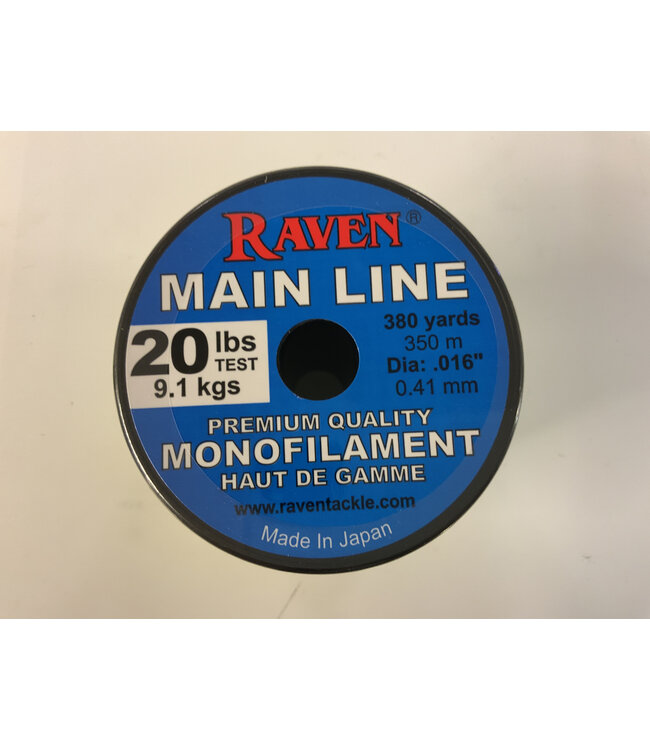 RAVEN®
MAIN LINE
20 lbs
TEST
9.1 kgs
380 yards
350 m
Dia: .016"
0.41 mm
PREMIUM QUALITY
MONOFILAMENT
HAUT DE GAMME
www.raventackle.com
Made In Japan